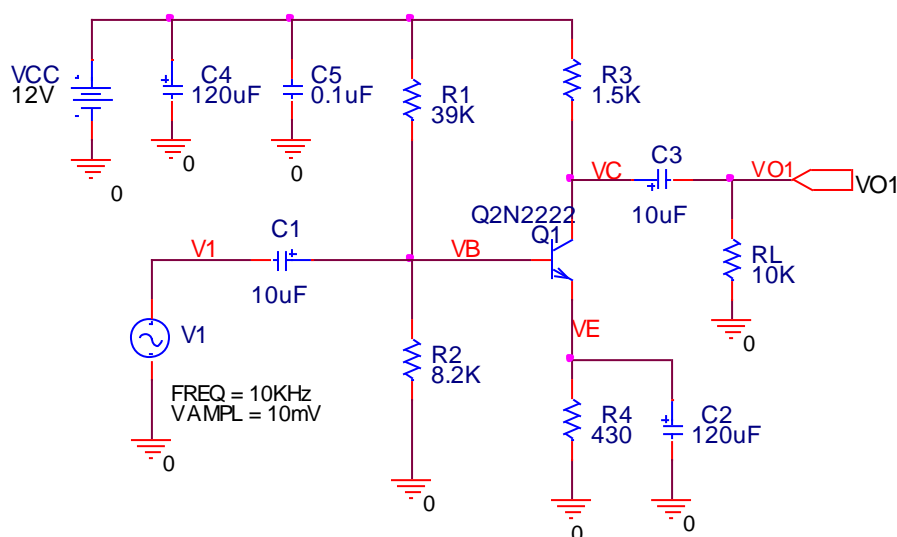 VCC
12V
C4
120uF
C5
0.1uF
R1
39K
R3
1.5K
0
0
0
VC
C3
10uF
VO1
VO1
Q2N2222
Q1
C1
V1
10uF
VB
RL
10K
0
V1
FREQ = 10KHz
VAMPL = 10mV
0
R2
8.2K
0
VE
R4
430
C2
120uF
0
0